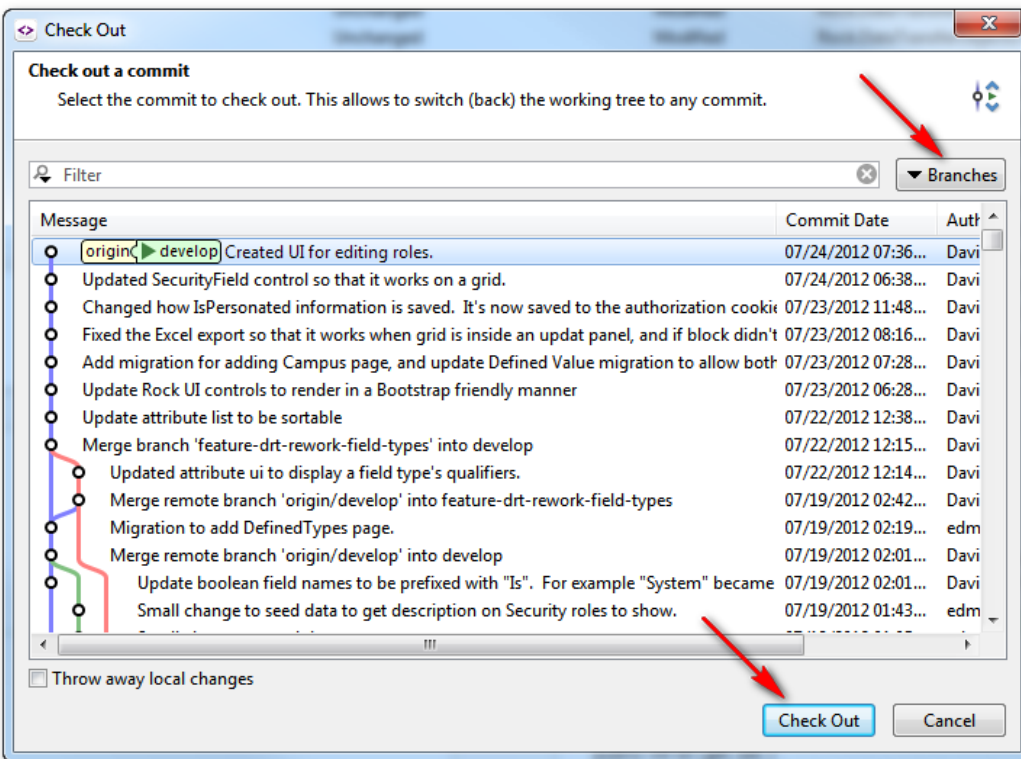 Check Out
Check out a commit
Select the commit to check out. This allows to switch (back) the working tree to any commit.
Filter
Branches
Message Commit Date Auth
origin develop Created UI for editing roles. 07/24/2012 07:36... Davi
Updated SecurityField control so that it works on a grid. 07/24/2012 06:38... Davi
Changed how IsPersonated information is saved. It's now saved to the authorization cookie 07/23/2012 11:48... Davi
Fixed the Excel export so that it works when grid is inside an updat panel, and if block didn't 07/23/2012 08:16... Davi
Add migration for adding Campus page, and update Defined Value migration to allow both 07/23/2012 07:28... Davi
Update Rock UI controls to render in a Bootstrap friendly manner 07/23/2012 06:28... Davi
Update attribute list to be sortable 07/22/2012 12:38... Davi
Merge branch 'feature-drt-rework-field-types' into develop 07/22/2012 12:15... Davi
Updated attribute ui to display a field type's qualifiers. 07/22/2012 12:14... Davi
Merge remote branch 'origin/develop' into feature-drt-rework-field-types 07/19/2012 02:42... Davi
Migration to add DefinedTypes page. 07/19/2012 02:19... edm
Merge remote branch 'origin/develop' into develop 07/19/2012 02:01... Davi
Update boolean field names to be prefixed with "Is". For example "System" became 07/19/2012 02:01... Davi
Small change to seed data to get description on Security roles to show. 07/19/2012 01:43... edm
Throw away local changes
Check Out
Cancel